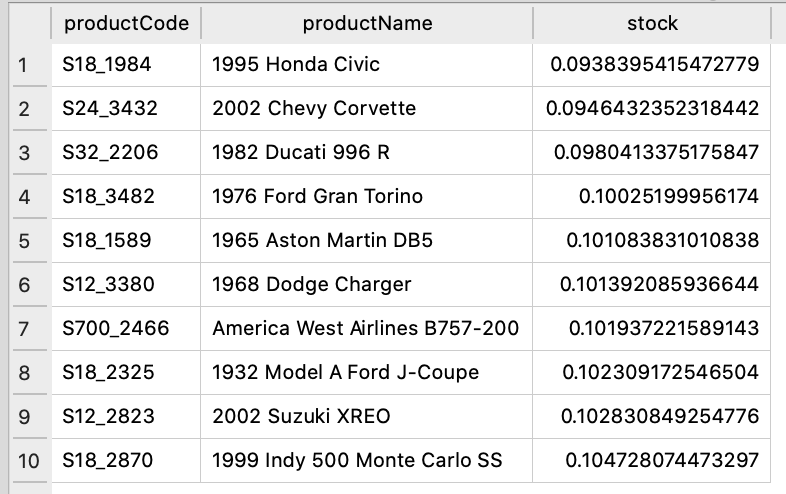 productCode productName stock
1 S18_1984 1995 Honda Civic 0.0938395415472779
2 S24_3432 2002 Chevy Corvette 0.0946432352318442
3 S32_2206 1982 Ducati 996 R 0.0980413375175847
4 S18_3482 1976 Ford Gran Torino 0.10025199956174
5 S18_1589 1965 Aston Martin DB5 0.101083831010838
6 S12_3380 1968 Dodge Charger 0.101392085936644
7 S700_2466 America West Airlines B757-200 0.101937221589143
8 S18_2325 1932 Model A Ford J-Coupe 0.102309172546504
9 S12_2823 2002 Suzuki XREO 0.102830849254776
10 S18_2870 1999 Indy 500 Monte Carlo SS 0.104728074473297